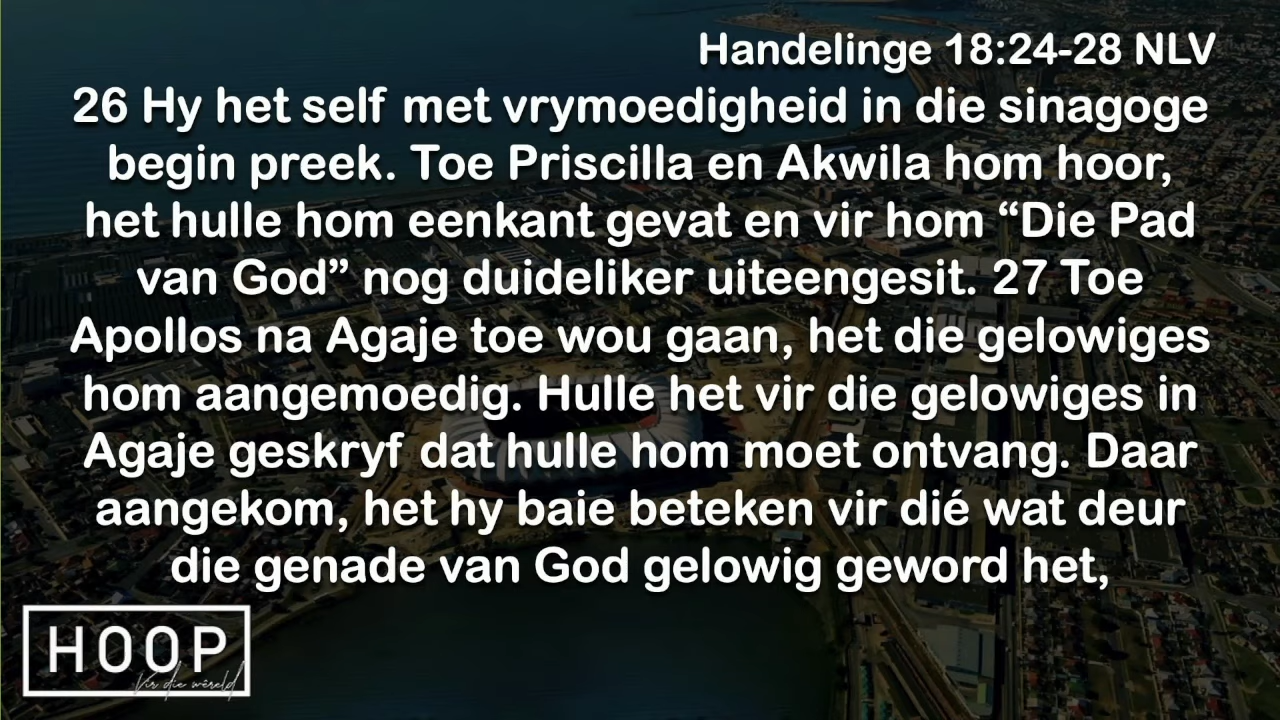 Handelinge 18:24-28 NLV
26 Hy het self met vrymoedigheid in die sinagoge
begin preek. Toe Priscilla en Akwila hom hoor,
het hulle hom eenkant gevat en vir hom “Die Pad
van God” nog duideliker uiteengesit. 27 Toe
Apollos na Agaje toe wou gaan, het die gelowiges
hom aangemoedig. Hulle het vir die gelowiges in
Agaje geskryf dat hulle hom moet ontvang. Daar
aangekom, het hy baie beteken vir dié wat deur
die genade van God gelowig geword het,
HOOP
Vir die wêreld